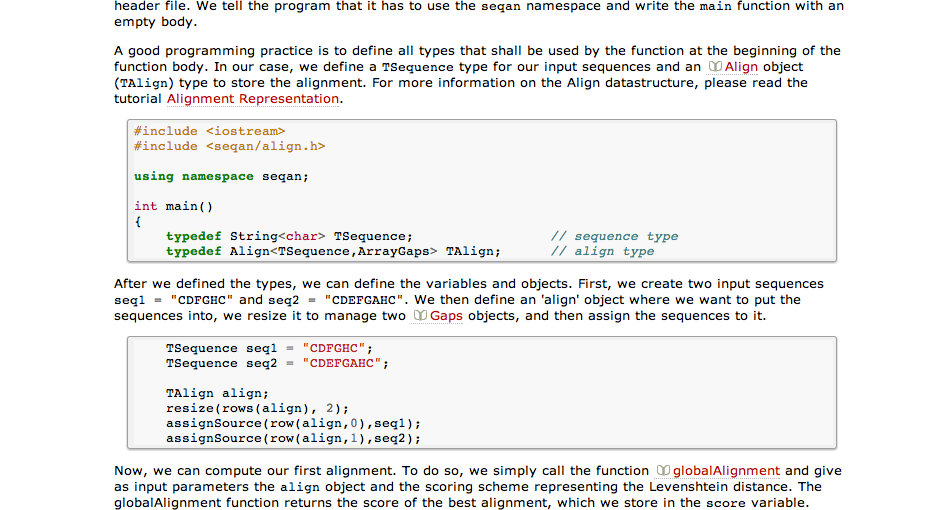 header file. We tell the program that it has to use the seqan namespace and write the main function with an
empty body.
A good programming practice is to define all types that shall be used by the function at the beginning of the
function body. In our case, we define a TSequence type for our input sequences and an Align object
(TAlign) type to store the alignment. For more information on the Align datastructure, please read the
tutorial Alignment Representation.
#include <iostream>
#include <seqan/align.h>
using namespace seqan;
int main()
{
typedef String<char> TSequence; // sequence type
typedef Align<TSequence,ArrayGaps> TAlign; // align type
After we defined the types, we can define the variables and objects. First, we create two input sequences
seq1 = "CDFGHC" and seq2 = "CDEFGAHC". We then define an 'align' object where we want to put the
sequences into, we resize it to manage two Gaps objects, and then assign the sequences to it.
TSequence seq1 = "CDFGHC";
TSequence seq2 = "CDEFGAHC";
TAlign align;
resize(rows(align), 2);
assignSource(row(align,0),seq1);
assignSource(row(align,1),seq2);
Now, we can compute our first alignment. To do so, we simply call the function globalAlignment and give
as input parameters the align object and the scoring scheme representing the Levenshtein distance. The
globalAlignment function returns the score of the best alignment, which we store in the score variable.